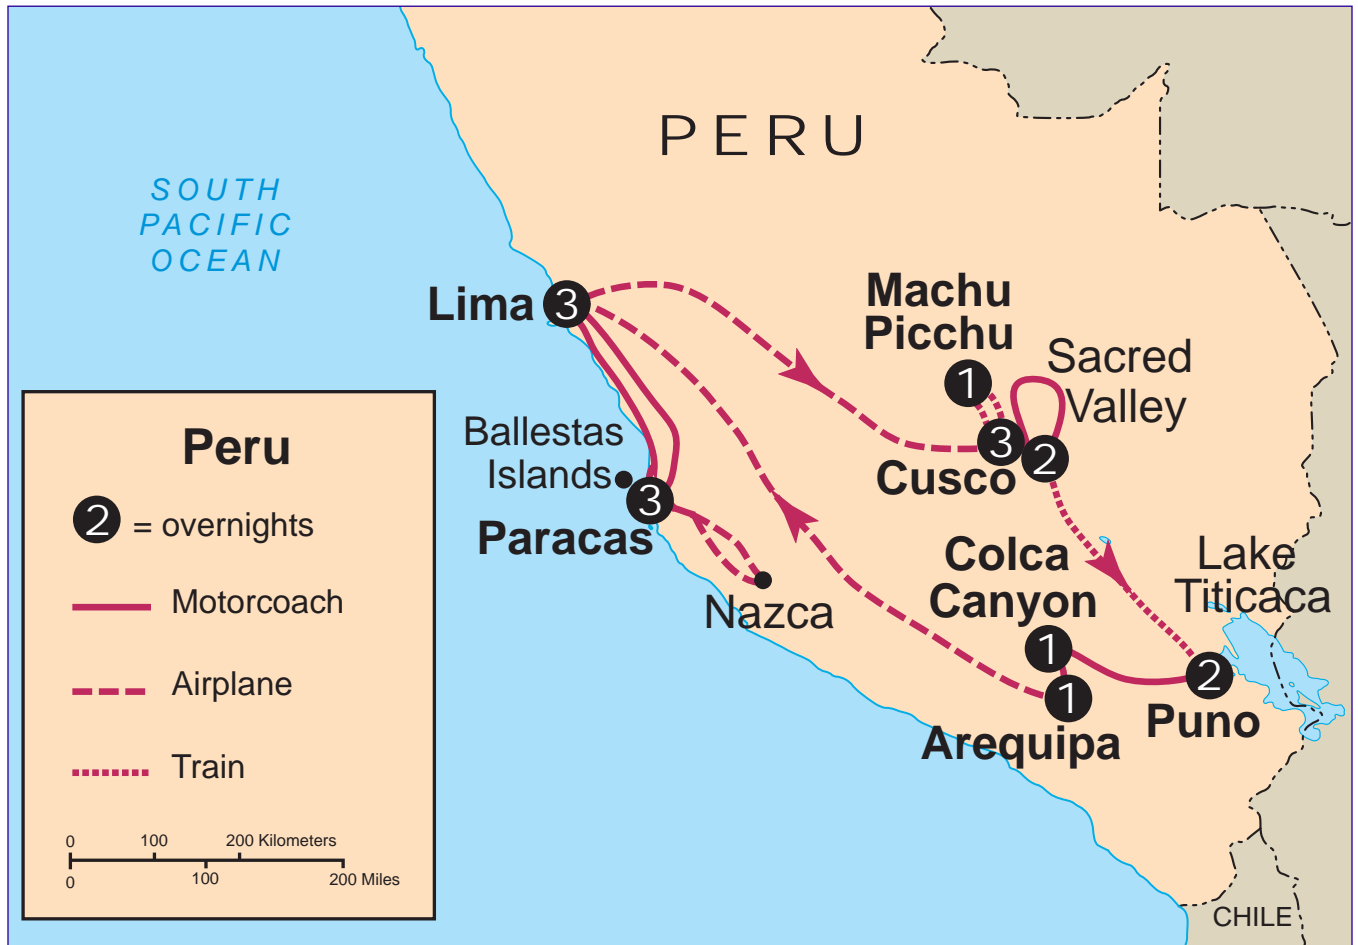 PERU
SOUTH
PACIFIC
OCEAN
Lima
3
Machu
Picchu
1
Sacred
Valley
3
2
Cusco
Ballestas
Islands
3
Paracas
Nazca
Colca
Canyon
1
1
Arequipa
Lake
Titicaca
2
Puno
CHILE
Peru
2 = overnights
Motorcoach
Airplane
Train
0 100 200 Kilometers
0 100 200 Miles